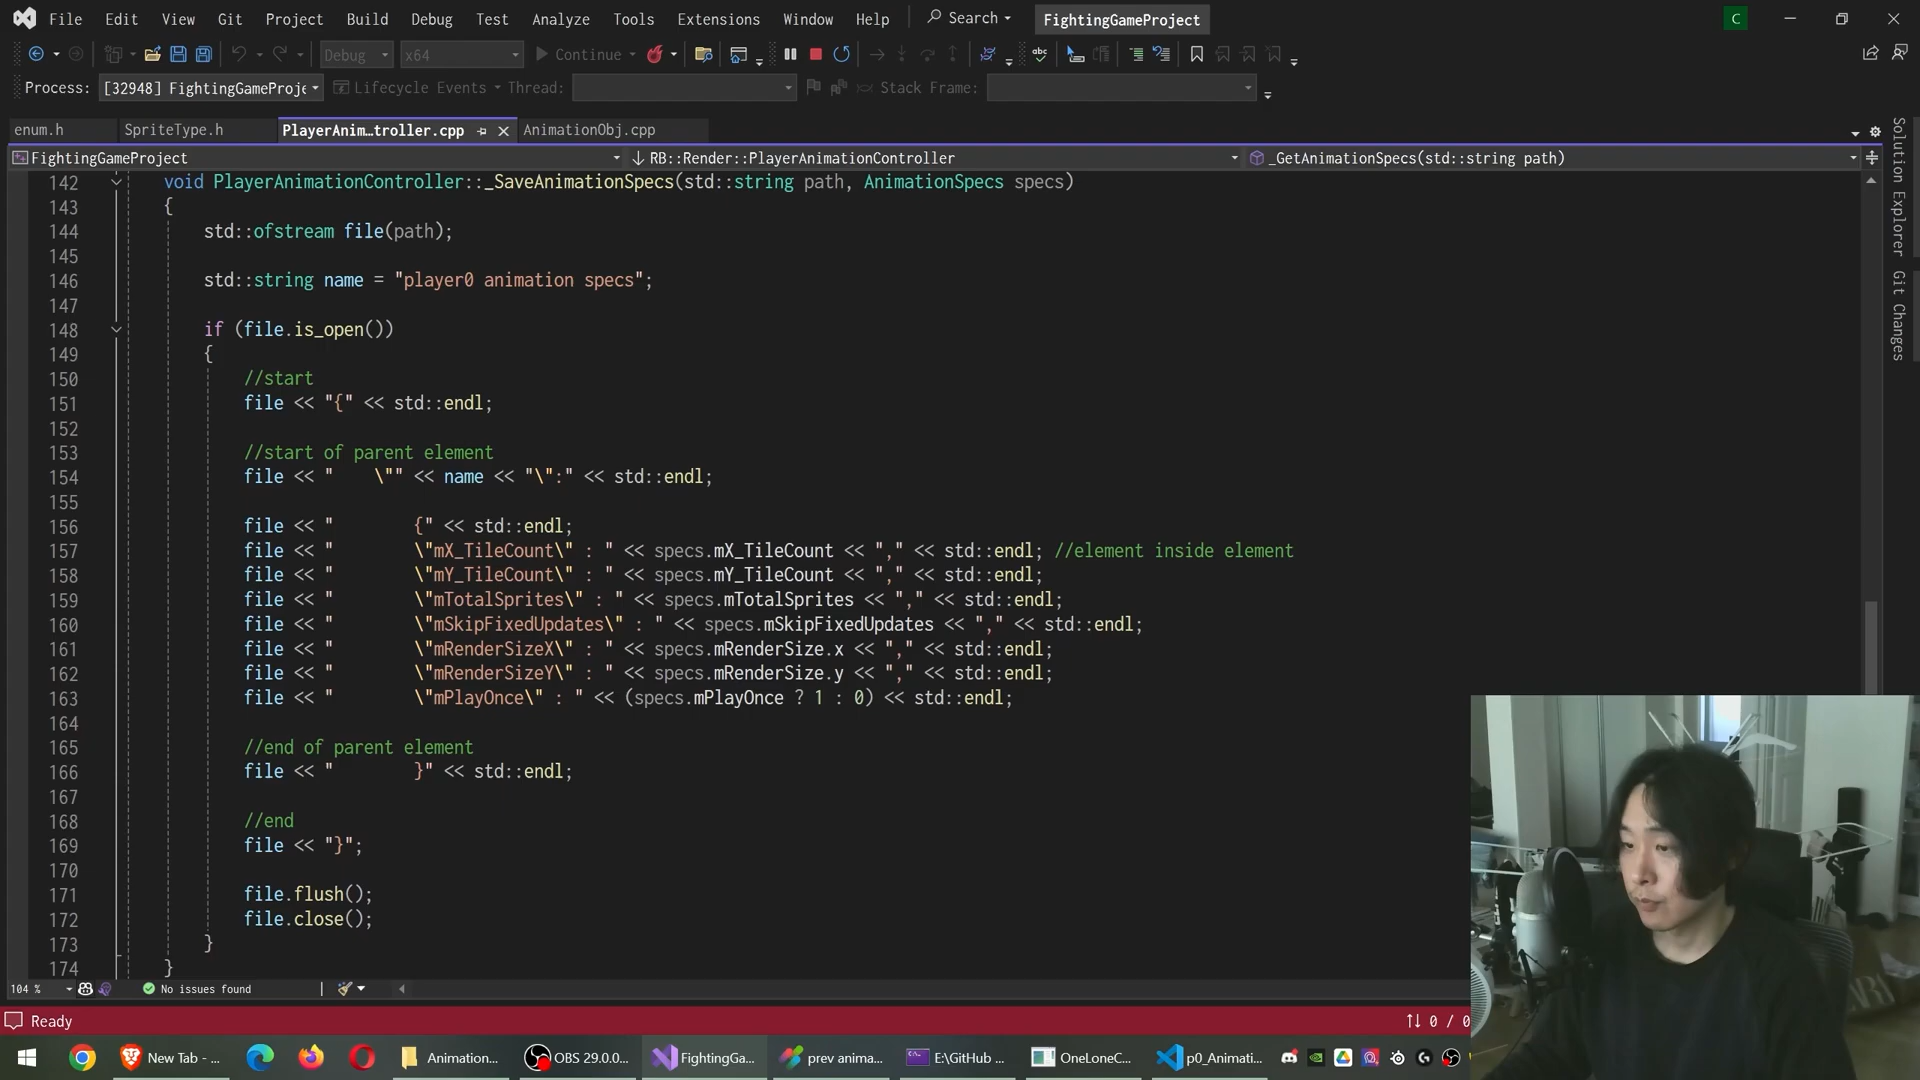 File Edit View Git Project Build Debug Test Analyze Tools Extensions Window Help Search FightingGameProject C
Debug x64 Continue abc
Process: [32948] FightingGameProje Lifecycle Events Thread: Stack Frame:
enum.h SpriteType.h PlayerAnim…troller.cpp AnimationObj.cpp
FightingGameProject RB::Render::PlayerAnimationController _GetAnimationSpecs(std::string path)
Solution Explorer
Git Changes
142 void PlayerAnimationController::_SaveAnimationSpecs(std::string path, AnimationSpecs specs)
143 {
144 std::ofstream file(path);
145
146 std::string name = "player0 animation specs";
147
148 if (file.is_open())
149 {
150 //start
151 file << "{" << std::endl;
152
153 //start of parent element
154 file << "    \"" << name << "\":" << std::endl;
155
156 file << "        {" << std::endl;
157 file << "        \"mX_TileCount\" : " << specs.mX_TileCount << "," << std::endl; //element inside element
158 file << "        \"mY_TileCount\" : " << specs.mY_TileCount << "," << std::endl;
159 file << "        \"mTotalSprites\" : " << specs.mTotalSprites << "," << std::endl;
160 file << "        \"mSkipFixedUpdates\" : " << specs.mSkipFixedUpdates << "," << std::endl;
161 file << "        \"mRenderSizeX\" : " << specs.mRenderSize.x << "," << std::endl;
162 file << "        \"mRenderSizeY\" : " << specs.mRenderSize.y << "," << std::endl;
163 file << "        \"mPlayOnce\" : " << (specs.mPlayOnce ? 1 : 0) << std::endl;
164
165 //end of parent element
166 file << "        }" << std::endl;
167
168 //end
169 file << "}";
170
171 file.flush();
172 file.close();
173 }
174 }
104 % No issues found
Ready 0 / 0
New Tab - ... Animation... OBS 29.0.0... FightingGa... prev anima... E:\GitHub ... OneLoneC... p0_Animati...